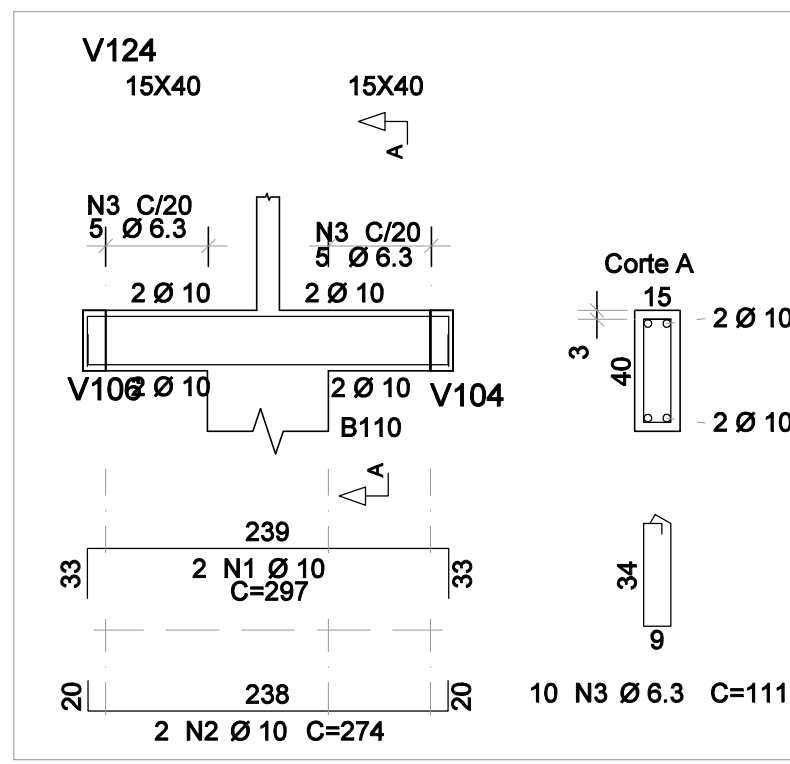 V124
15X40 15X40
A
N3 C/20
5 Ø 6.3
N3 C/20
5 Ø 6.3
2 Ø 10 2 Ø 10
V106 2 Ø 10 2 Ø 10 V104
B110
A
Corte A
15
2 Ø 10
3
40
2 Ø 10
239
33 2 N1 Ø 10 33
C=297
34
9
20 238 20
2 N2 Ø 10 C=274
10 N3 Ø 6.3 C=111